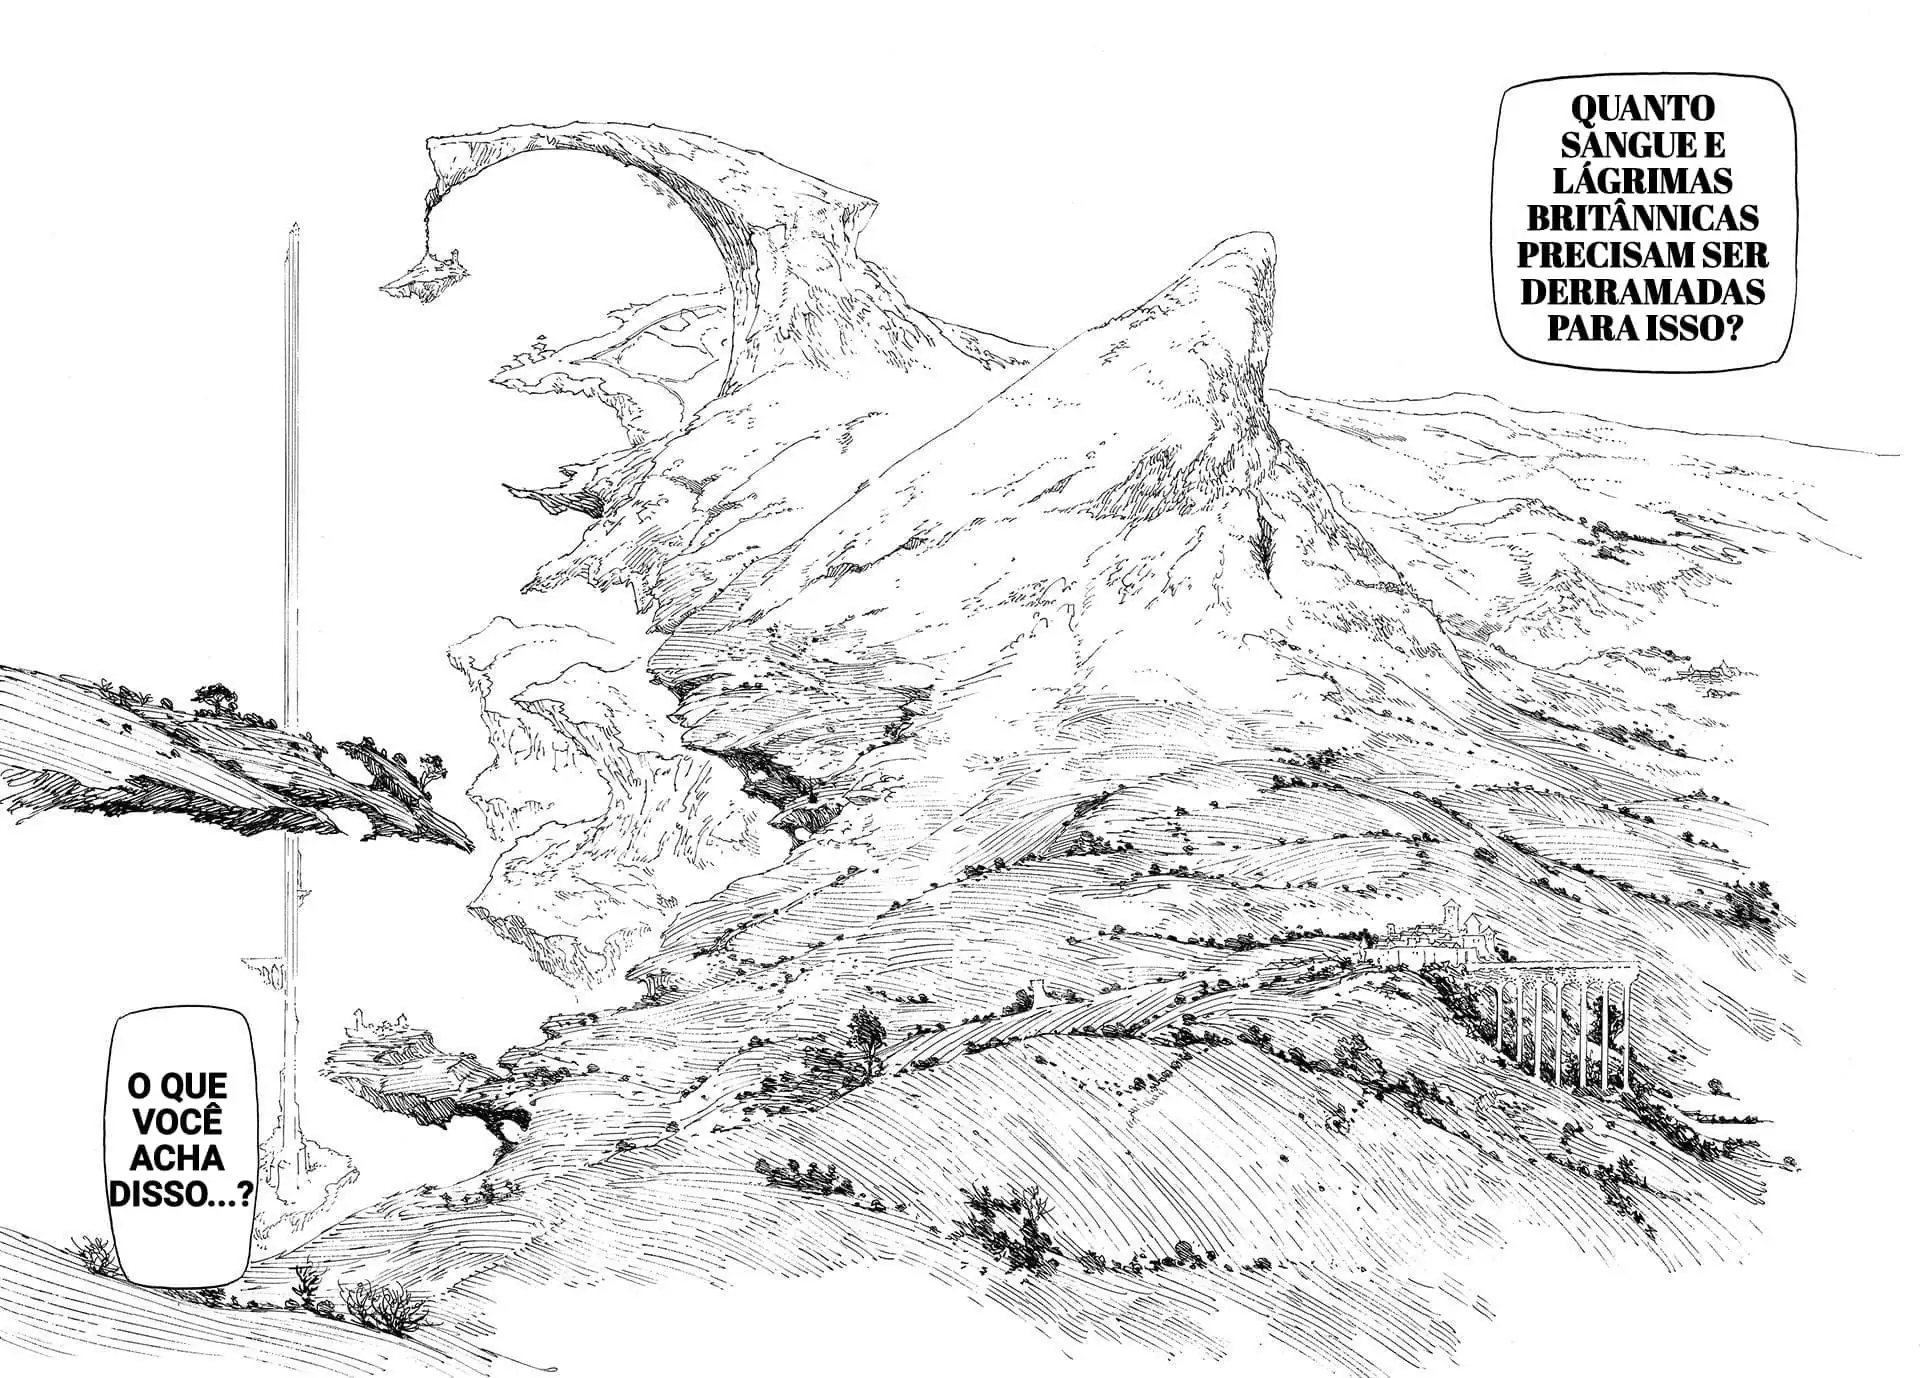 QUANTO
SANGUE E
LÁGRIMAS
BRITÂNNICAS
PRECISAM SER
DERRAMADAS
PARA ISSO?
O QUE
VOCÊ
ACHA
DISSO...?